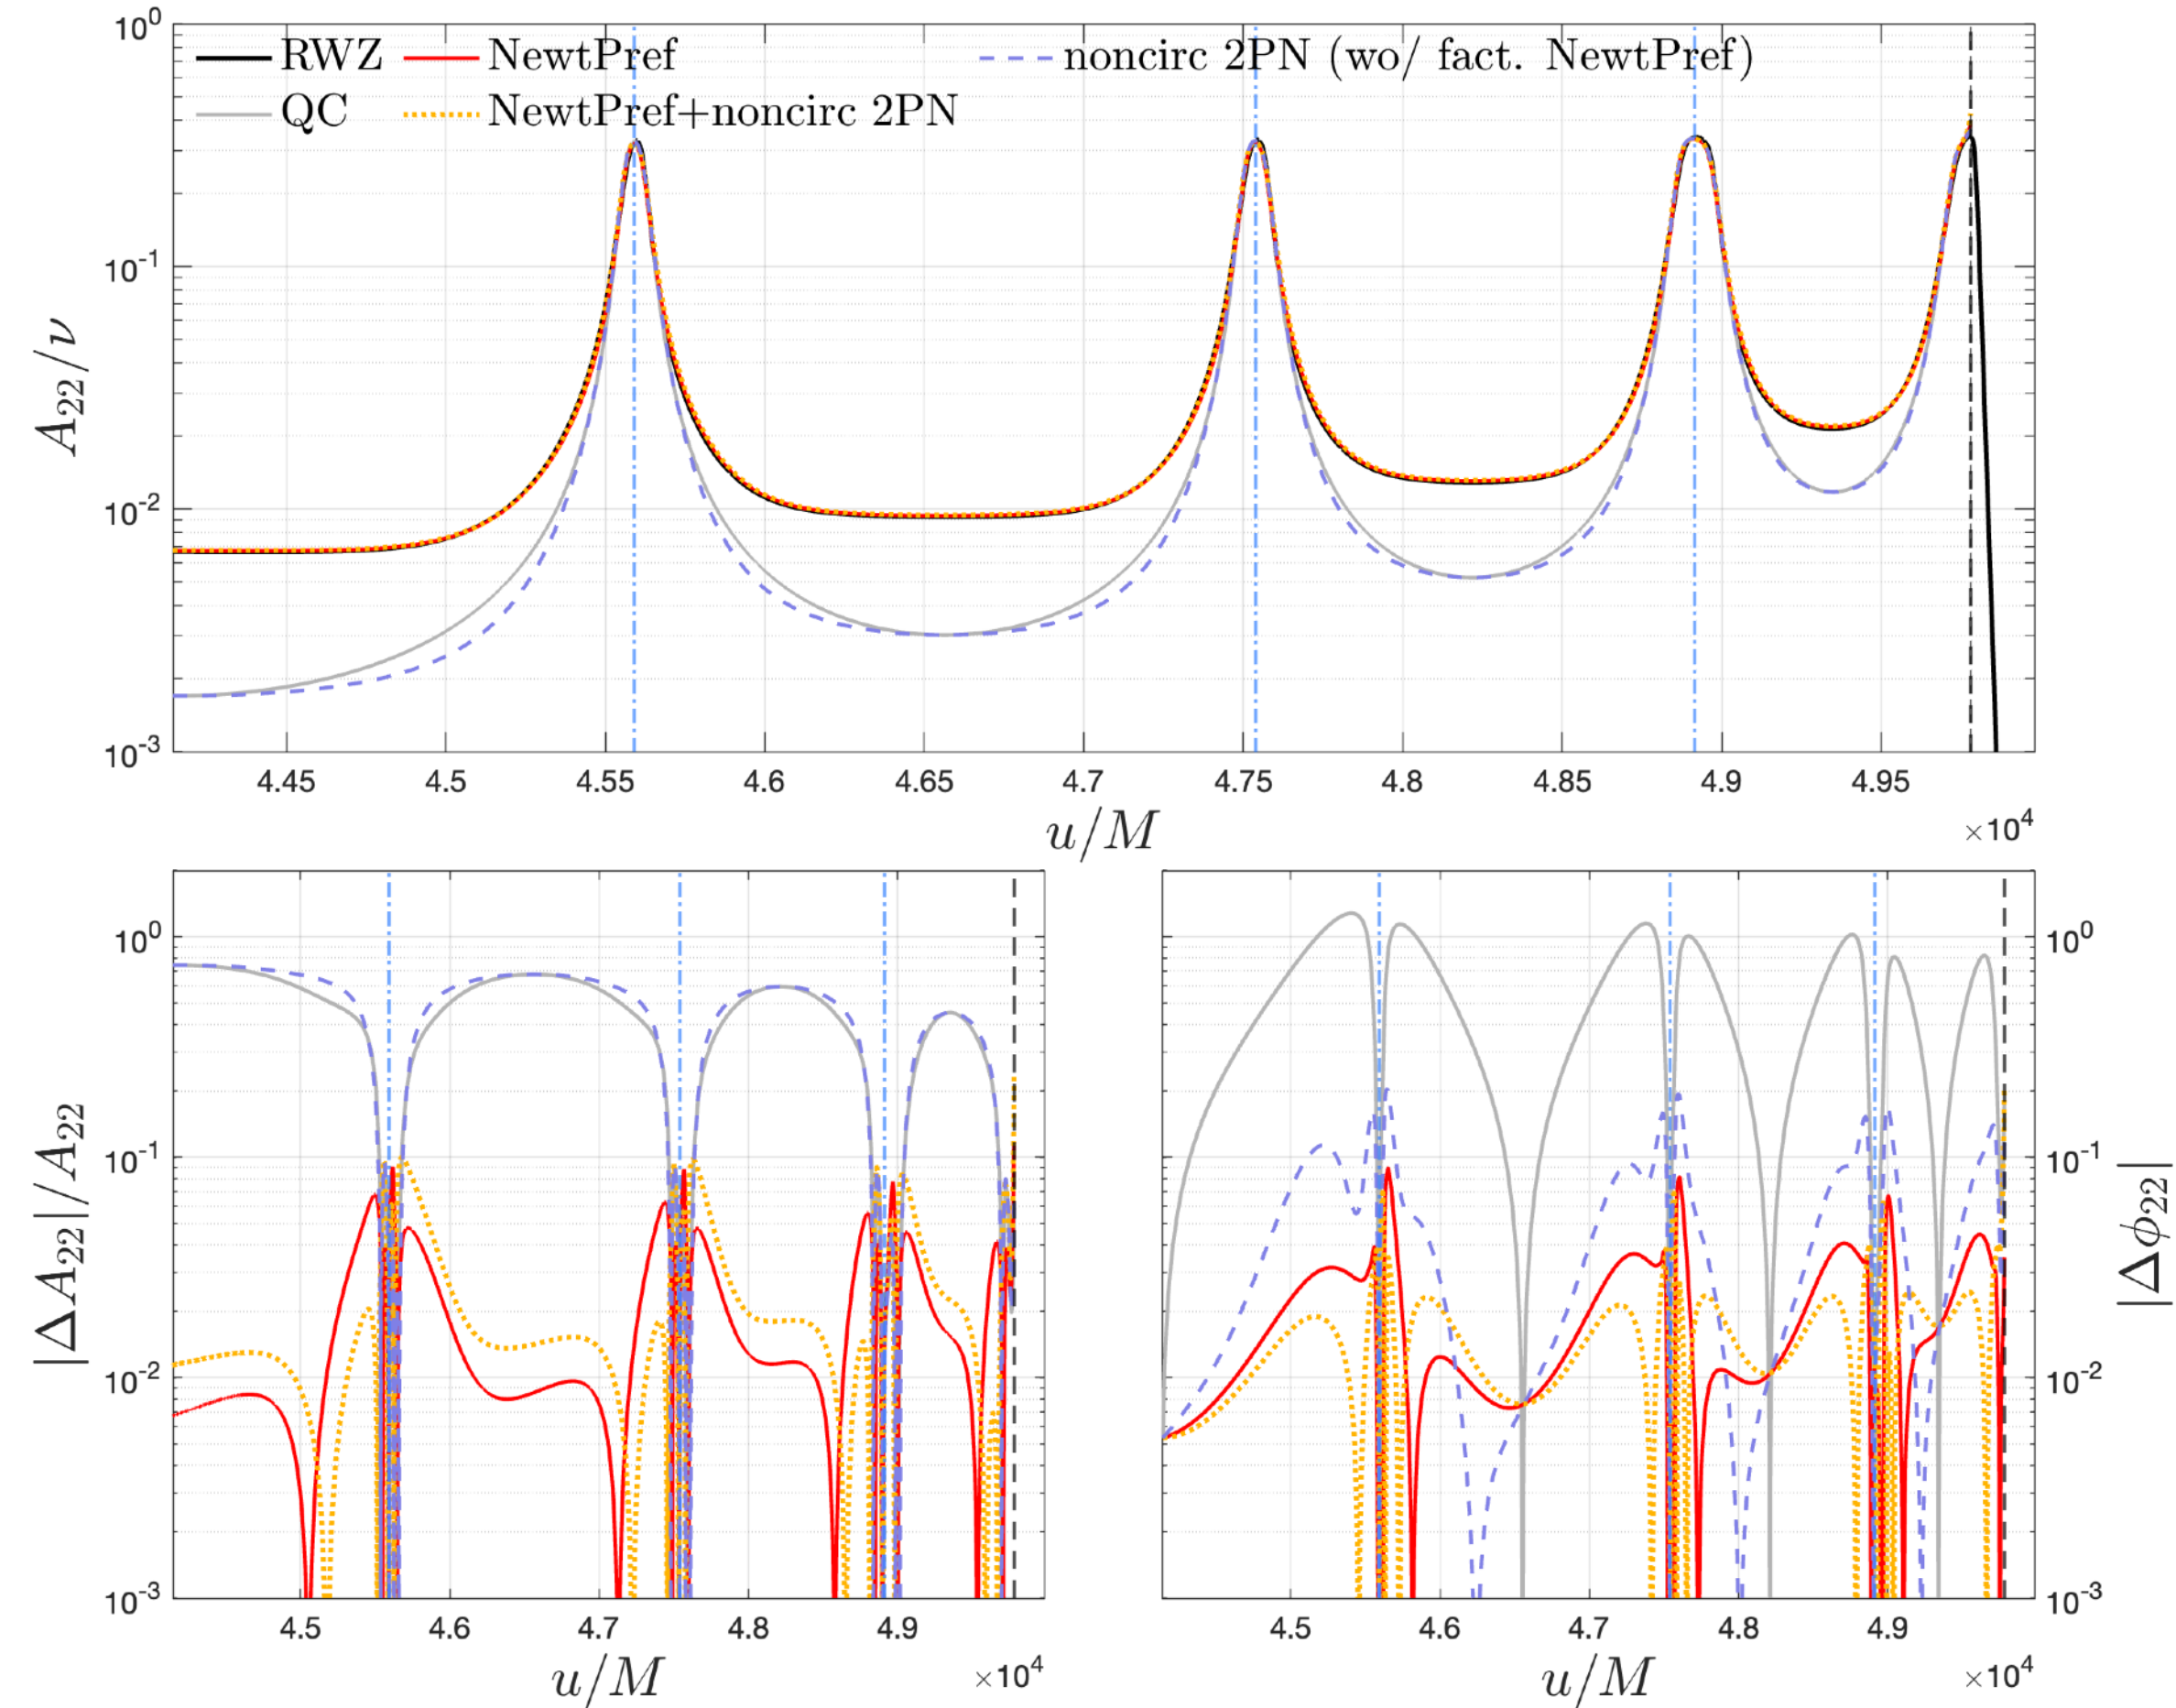 10^0
RWZ NewtPref noncirc 2PN (wo/ fact. NewtPref)
QC NewtPref+noncirc 2PN
10^-1
A_22/ν
10^-2
10^-3
4.45 4.5 4.55 4.6 4.65 4.7 4.75 4.8 4.85 4.9 4.95
u/M ×10^4
10^0
10^-1
|ΔA_22|/A_22
10^-2
10^-3
4.5 4.6 4.7 4.8 4.9
u/M ×10^4
10^0
10^-1
|Δϕ_22|
10^-2
10^-3
4.5 4.6 4.7 4.8 4.9
u/M ×10^4